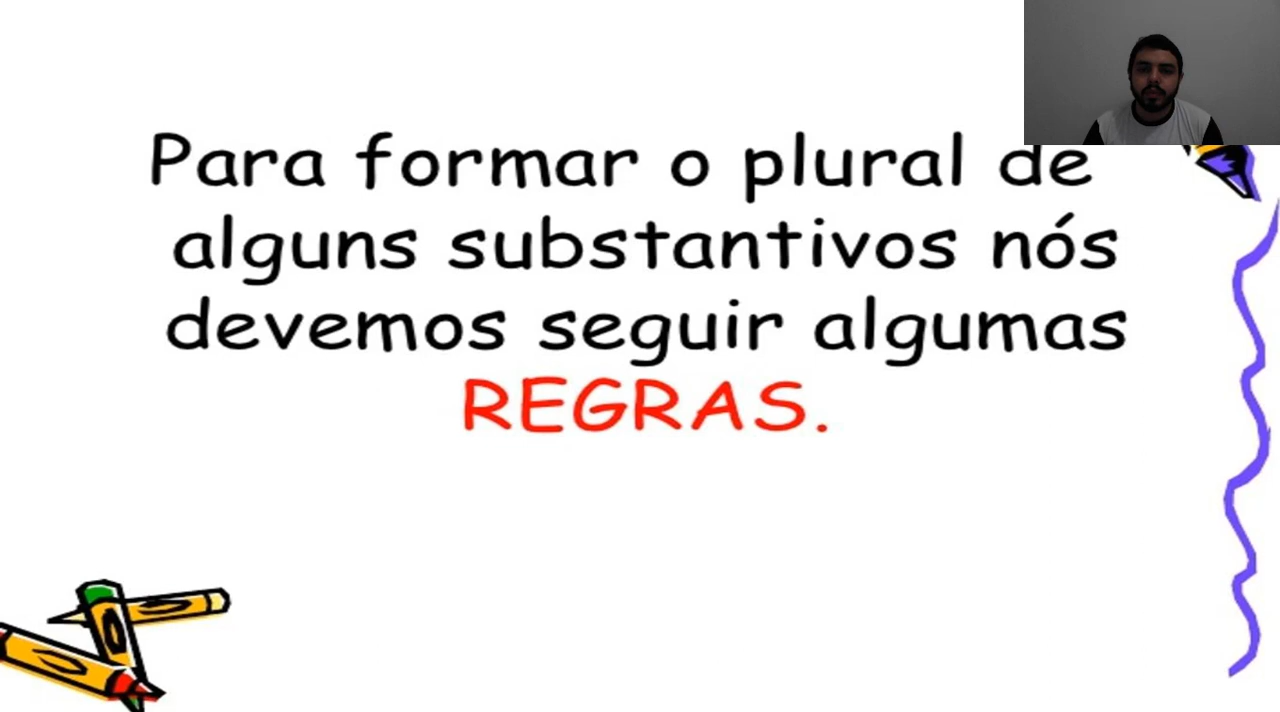 Para formar o plural de
alguns substantivos nós
devemos seguir algumas
REGRAS.